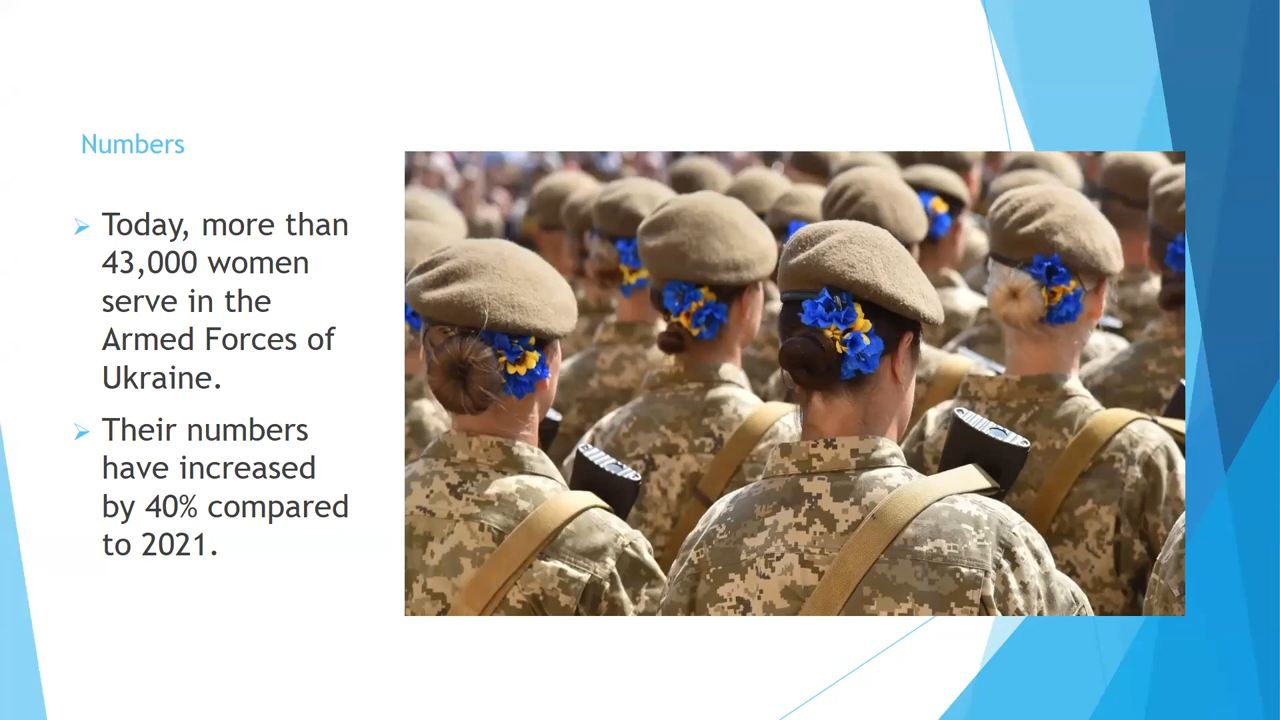 Numbers
Today, more than
43,000 women
serve in the
Armed Forces of
Ukraine.
Their numbers
have increased
by 40% compared
to 2021.